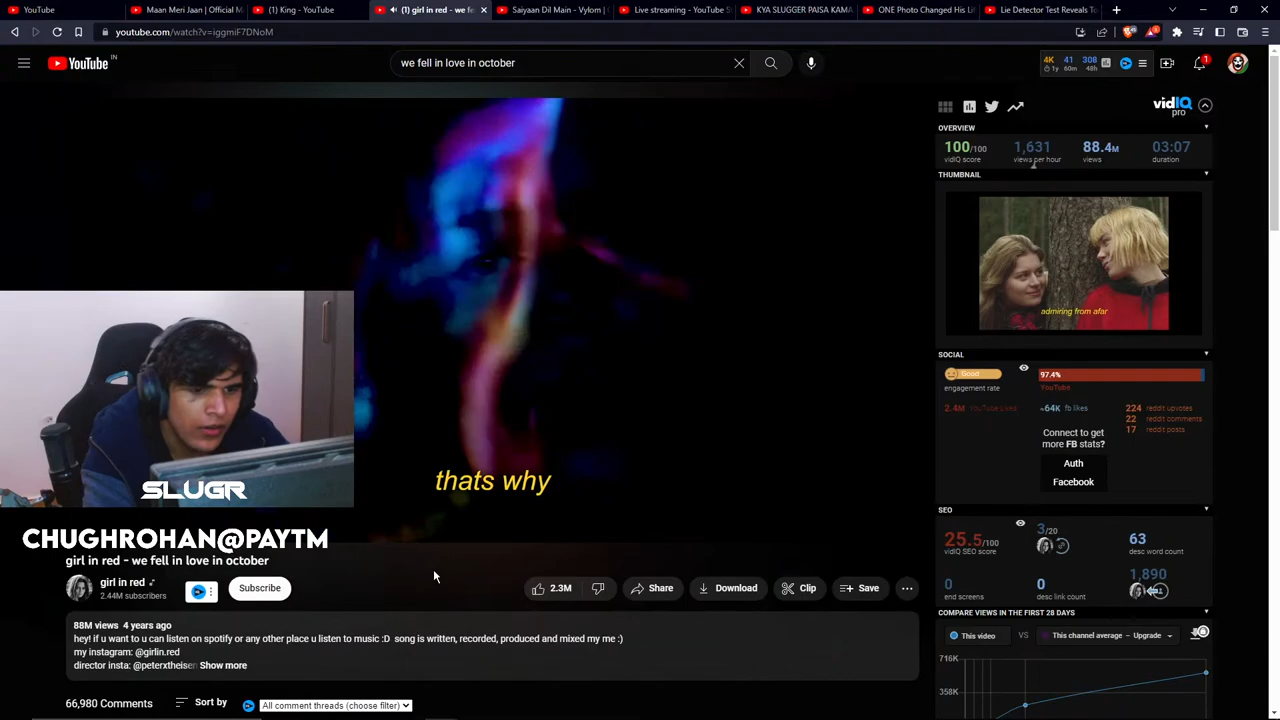 YouTube
Maan Meri Jaan | Official M
(1) King - YouTube
(1) girl in red - we fe
Saiyaan Dil Main - Vylom | C
Live streaming - YouTube S
KYA SLUGGER PAISA KAMA
ONE Photo Changed His Li
Lie Detector Test Reveals T
youtube.com/watch?v=iggmiF7DNoM
YouTube IN
we fell in love in october
4K 41 308
1y 60m 48h
1
vidIQ
pro
OVERVIEW
100/100 1,631 88.4M 03:07
vidIQ score views per hour views duration
THUMBNAIL
admiring from afar
SOCIAL
Good
engagement rate
97.4%
YouTube
2.4M YouTube Likes
≈64K fb likes
224 reddit upvotes
22 reddit comments
17 reddit posts
Connect to get
more FB stats?
Auth
Facebook
SEO
25.5/100
vidIQ SEO score
3/20
63
desc word count
0
end screens
0
desc link count
1,890
COMPARE VIEWS IN THE FIRST 28 DAYS
This video VS This channel average – Upgrade
716K
358K
thats why
SLUGR
CHUGHROHAN@PAYTM
girl in red - we fell in love in october
girl in red
2.44M subscribers
Subscribe
2.3M
Share
Download
Clip
Save
88M views 4 years ago
hey! if u want to u can listen on spotify or any other place u listen to music :D song is written, recorded, produced and mixed my me :)
my instagram: @girlin.red
director insta: @peterxtheisen Show more
66,980 Comments
Sort by
All comment threads (choose filter)